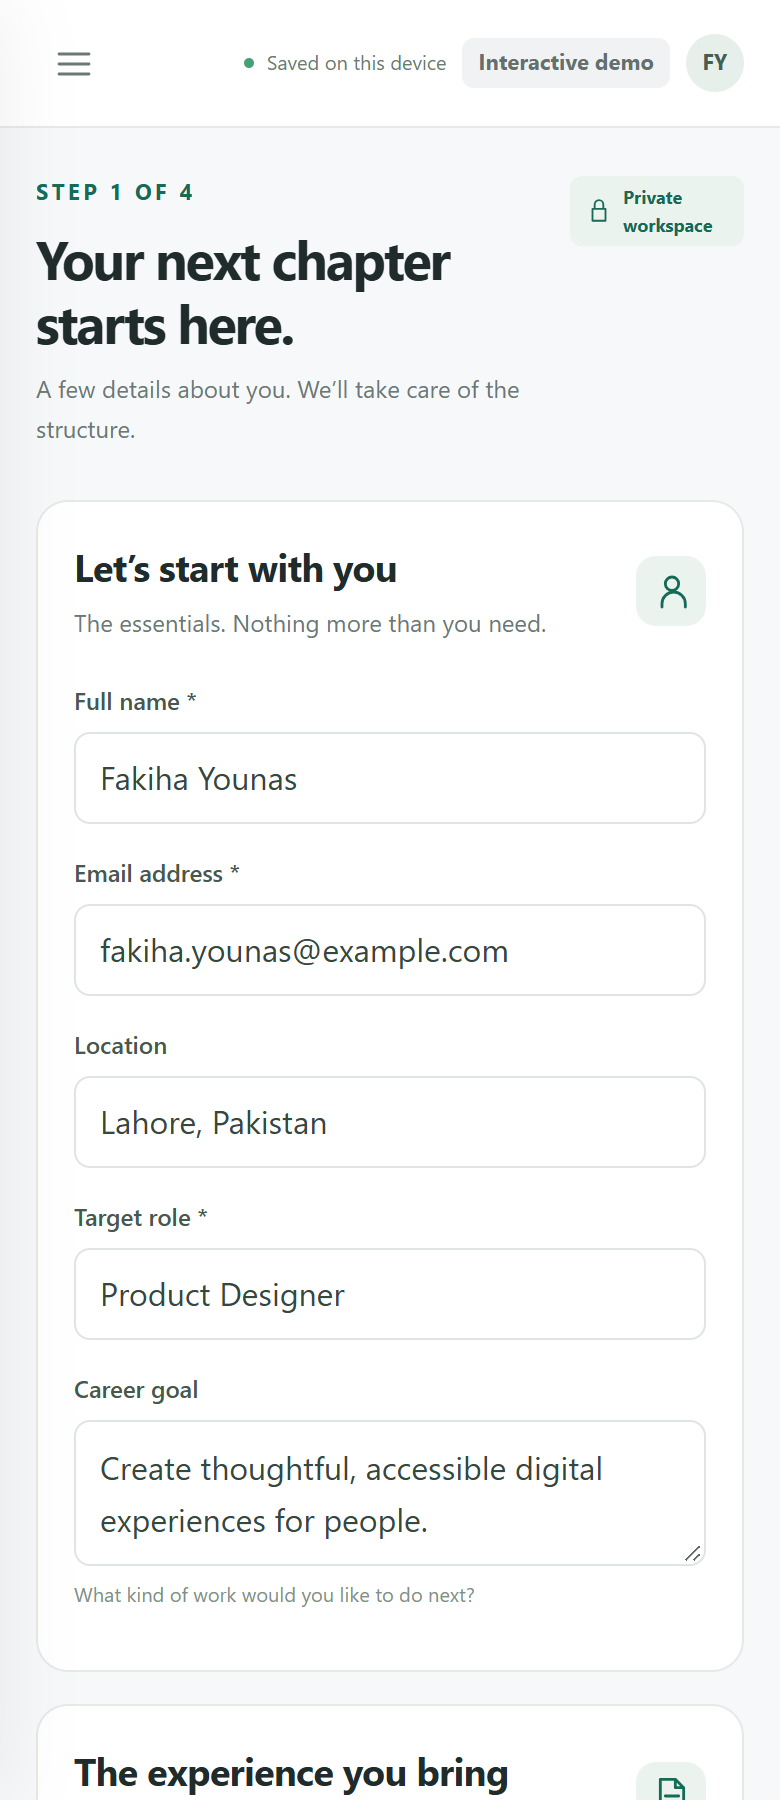 Saved on this device
Interactive demo
FY
STEP 1 OF 4
Private
workspace
Your next chapter
starts here.
A few details about you. We’ll take care of the
structure.
Let’s start with you
The essentials. Nothing more than you need.
Full name *
Fakiha Younas
Email address *
fakiha.younas@example.com
Location
Lahore, Pakistan
Target role *
Product Designer
Career goal
Create thoughtful, accessible digital
experiences for people.
What kind of work would you like to do next?
The experience you bring